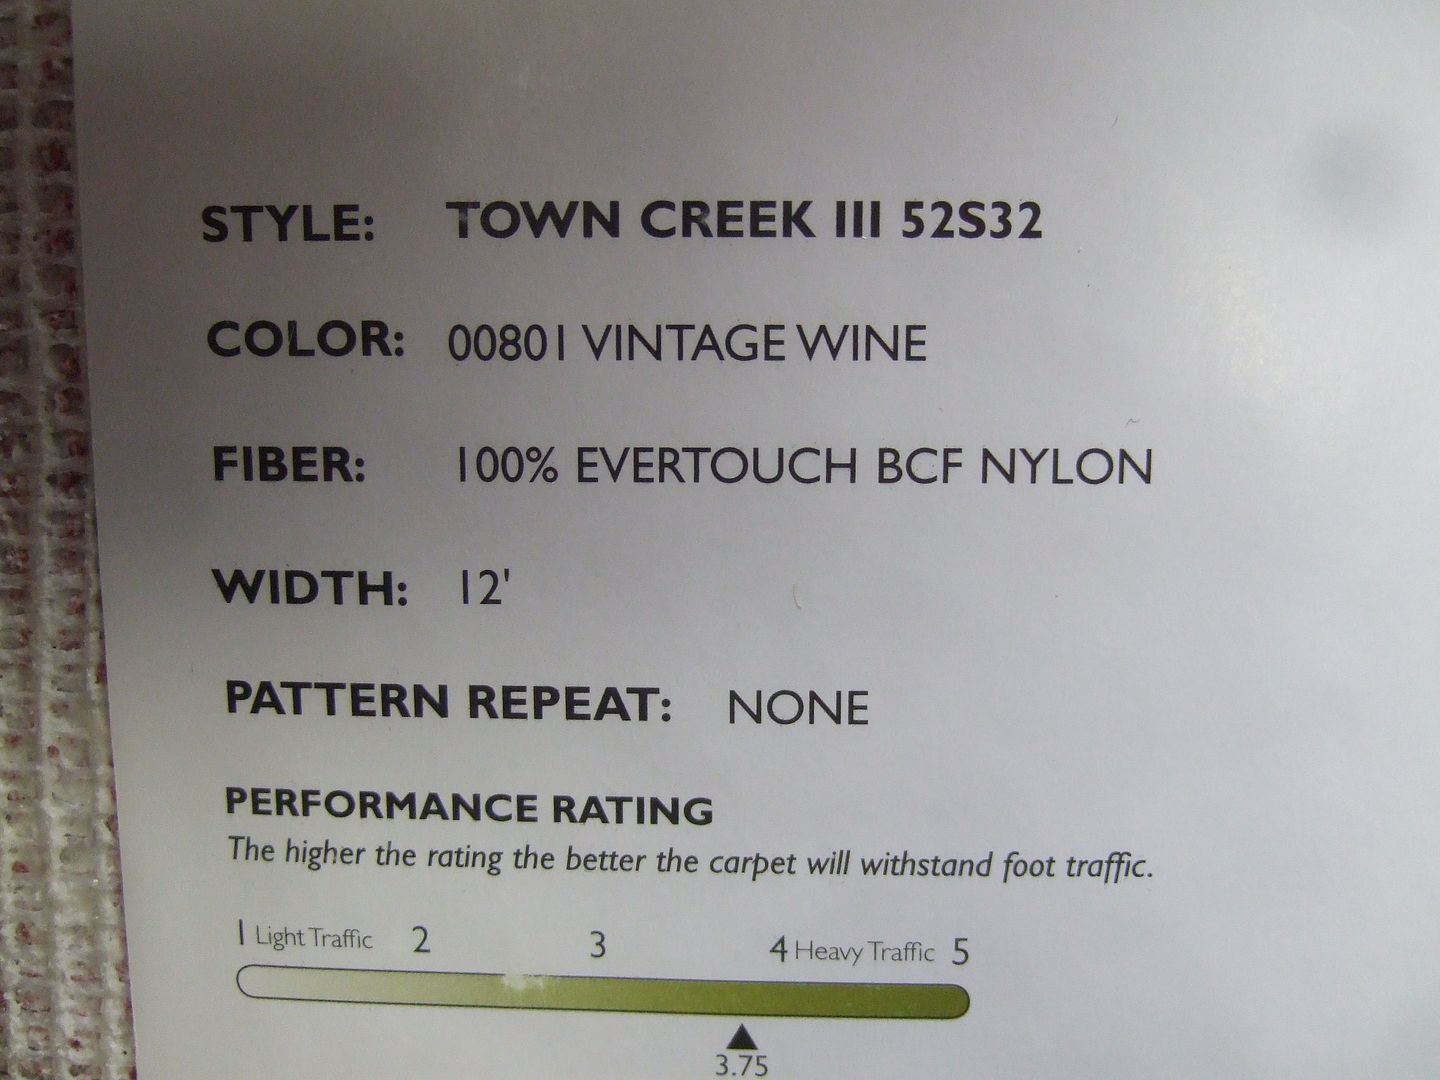 STYLE: TOWN CREEK III 52S32
COLOR: 00801 VINTAGE WINE
FIBER: 100% EVERTOUCH BCF NYLON
WIDTH: 12'
PATTERN REPEAT: NONE
PERFORMANCE RATING
The higher the rating the better the carpet will withstand foot traffic.
1 Light Traffic 2 3 4 Heavy Traffic 5
3.75